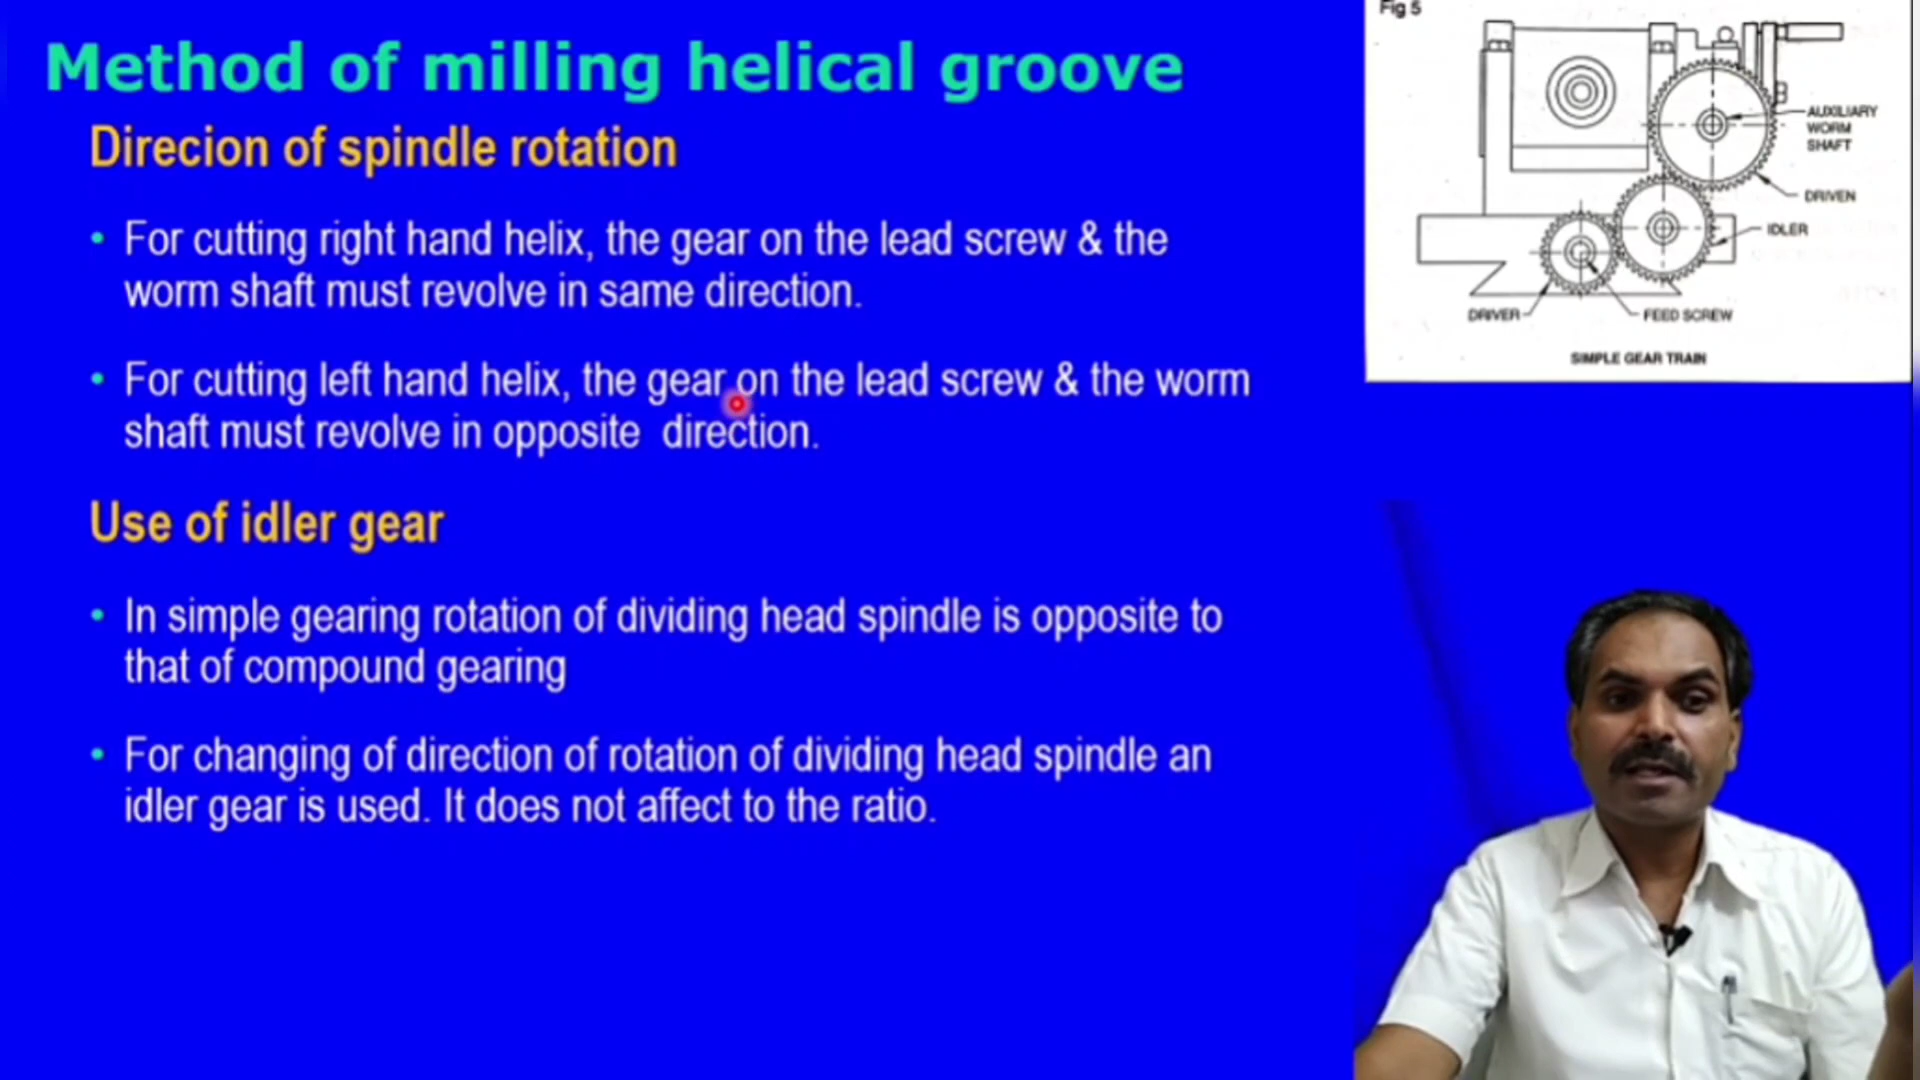 Method of milling helical groove
Direcion of spindle rotation
• For cutting right hand helix, the gear on the lead screw & the
worm shaft must revolve in same direction.
• For cutting left hand helix, the gear on the lead screw & the worm
shaft must revolve in opposite direction.
Use of idler gear
• In simple gearing rotation of dividing head spindle is opposite to
that of compound gearing
• For changing of direction of rotation of dividing head spindle an
idler gear is used. It does not affect to the ratio.
Fig 5
AUXILIARY
WORM
SHAFT
DRIVEN
IDLER
DRIVER
FEED SCREW
SIMPLE GEAR TRAIN